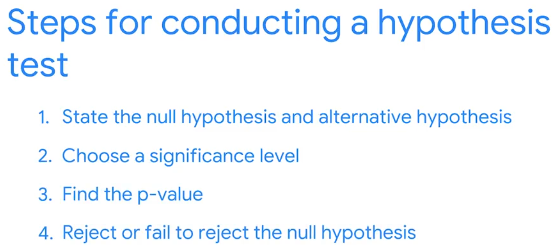 Steps for conducting a hypothesis
test
1. State the null hypothesis and alternative hypothesis
2. Choose a significance level
3. Find the p-value
4. Reject or fail to reject the null hypothesis